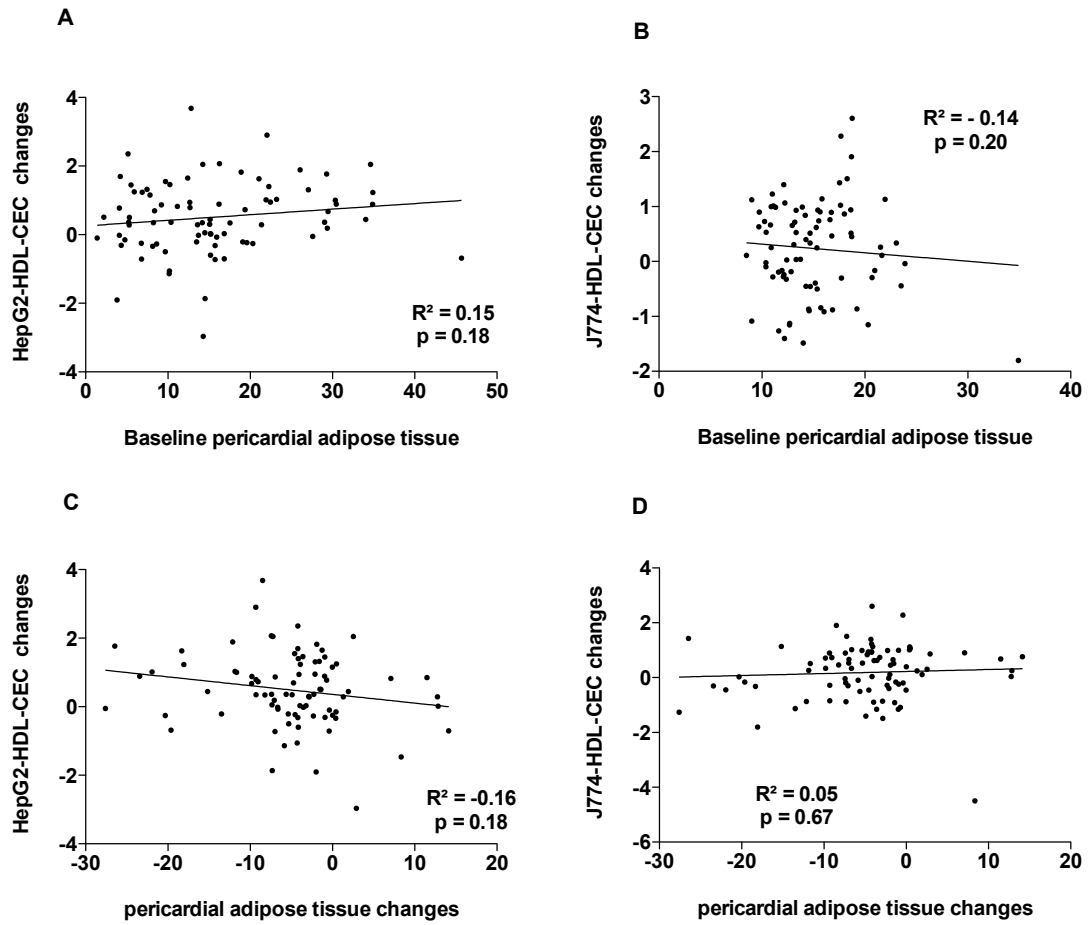 A
HepG2-HDL-CEC changes
4
2
0
-2
-4
0 10 20 30 40 50
R² = 0.15
p = 0.18
Baseline pericardial adipose tissue
B
J774-HDL-CEC changes
3
2
1
0
-1
-2
0 10 20 30 40
R² = - 0.14
p = 0.20
Baseline pericardial adipose tissue
C
HepG2-HDL-CEC changes
4
2
0
-2
-4
-30 -20 -10 0 10 20
R² = -0.16
p = 0.18
pericardial adipose tissue changes
D
J774-HDL-CEC changes
4
2
0
-2
-4
-6
-30 -20 -10 0 10 20
R² = 0.05
p = 0.67
pericardial adipose tissue changes